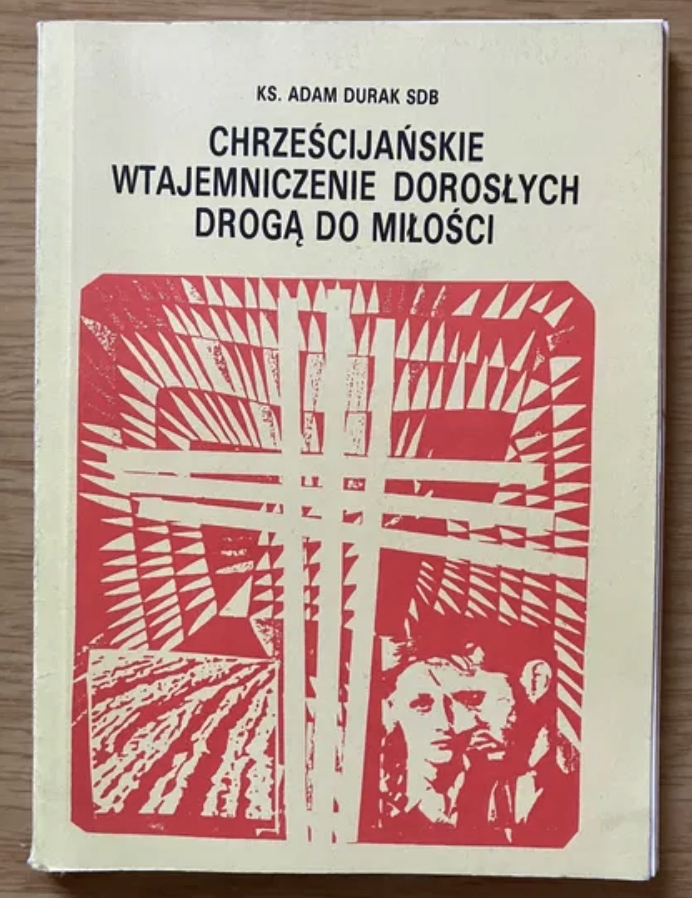 KS. ADAM DURAK SDB
CHRZEŚCIJAŃSKIE
WTAJEMNICZENIE DOROSŁYCH
DROGĄ DO MIŁOŚCI